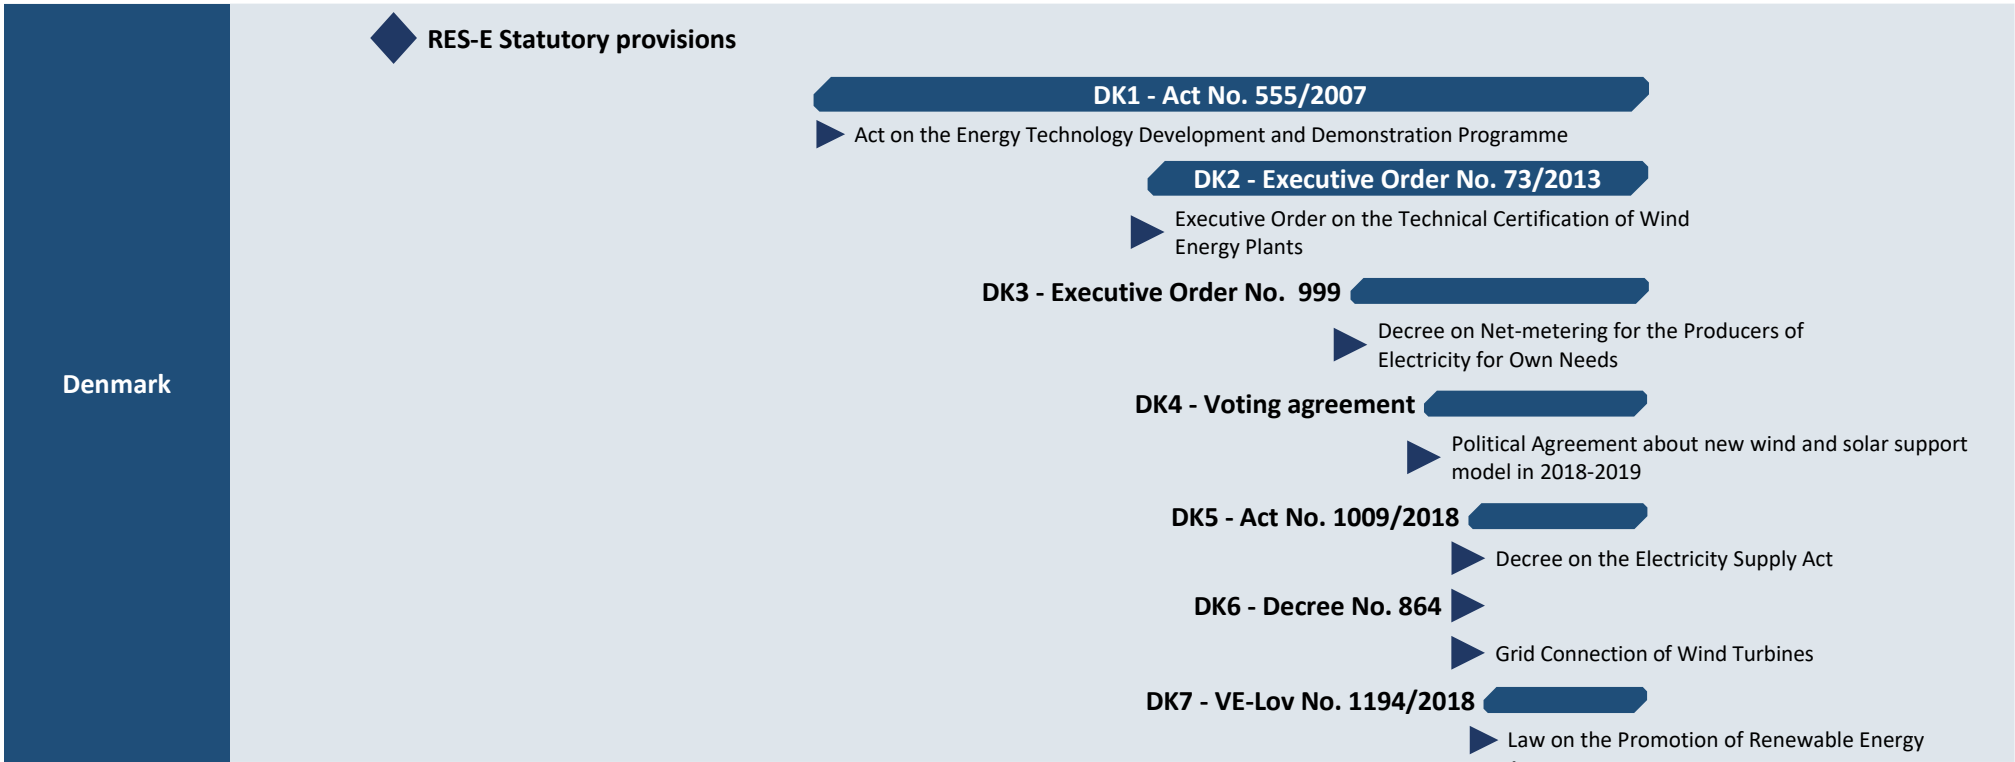 RES-E Statutory provisions
DK1 - Act No. 555/2007
Act on the Energy Technology Development and Demonstration Programme
DK2 - Executive Order No. 73/2013
Executive Order on the Technical Certification of Wind
Energy Plants
DK3 - Executive Order No.  999
Decree on Net-metering for the Producers of
Electricity for Own Needs
Denmark
DK4 - Voting agreement
Political Agreement about new wind and solar support
model in 2018-2019
DK5 - Act No. 1009/2018
Decree on the Electricity Supply Act
DK6 - Decree No. 864
Grid Connection of Wind Turbines
DK7 - VE-Lov No. 1194/2018
Law on the Promotion of Renewable Energy